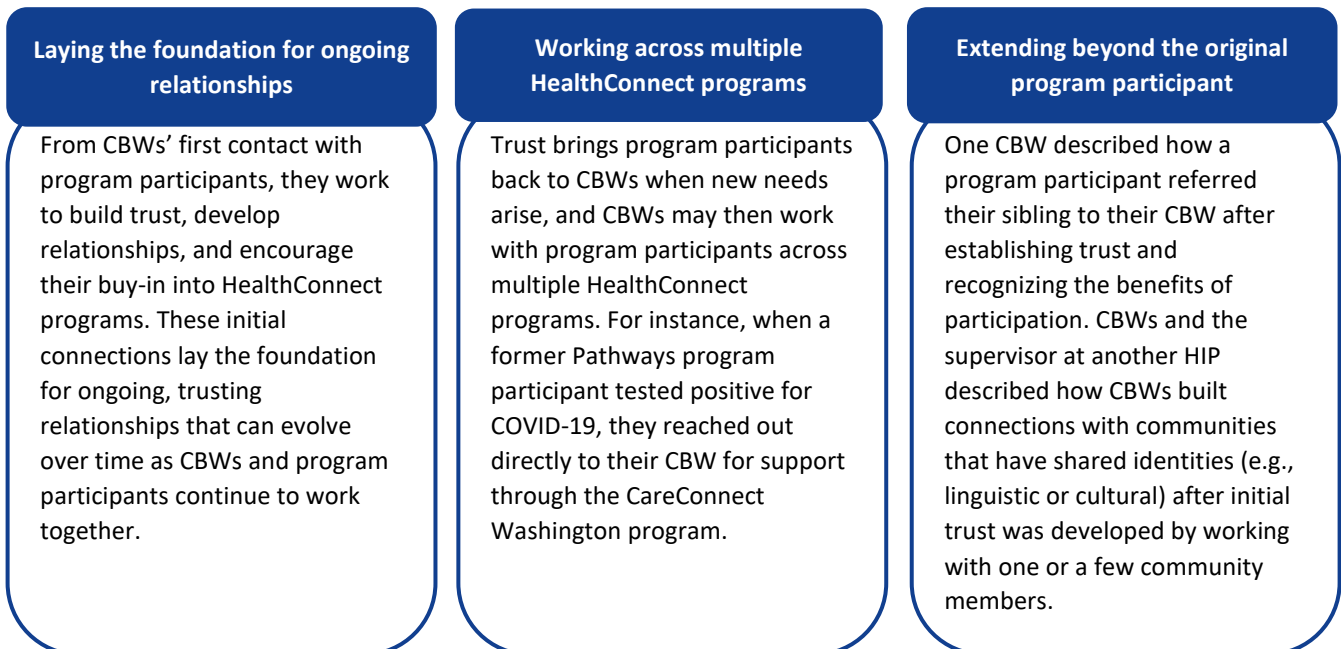 Laying the foundation for ongoing
relationships
From CBWs’ first contact with
program participants, they work
to build trust, develop
relationships, and encourage
their buy-in into HealthConnect
programs. These initial
connections lay the foundation
for ongoing, trusting
relationships that can evolve
over time as CBWs and program
participants continue to work
together.
Working across multiple
HealthConnect programs
Trust brings program participants
back to CBWs when new needs
arise, and CBWs may then work
with program participants across
multiple HealthConnect
programs. For instance, when a
former Pathways program
participant tested positive for
COVID-19, they reached out
directly to their CBW for support
through the CareConnect
Washington program.
Extending beyond the original
program participant
One CBW described how a
program participant referred
their sibling to their CBW after
establishing trust and
recognizing the benefits of
participation. CBWs and the
supervisor at another HIP
described how CBWs built
connections with communities
that have shared identities (e.g.,
linguistic or cultural) after initial
trust was developed by working
with one or a few community
members.